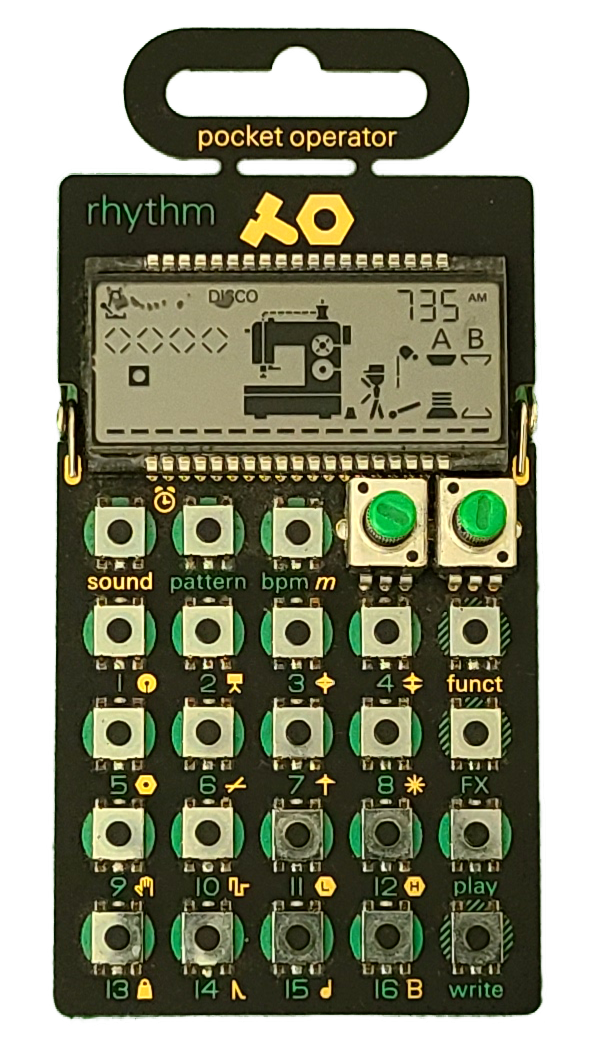 pocket operator
rhythm
DISCO 735 AM
A B
sound pattern bpm m
1 2 3 4 funct
5 6 7 8 FX
9 10 11 L 12 H play
13 14 15 16 B write